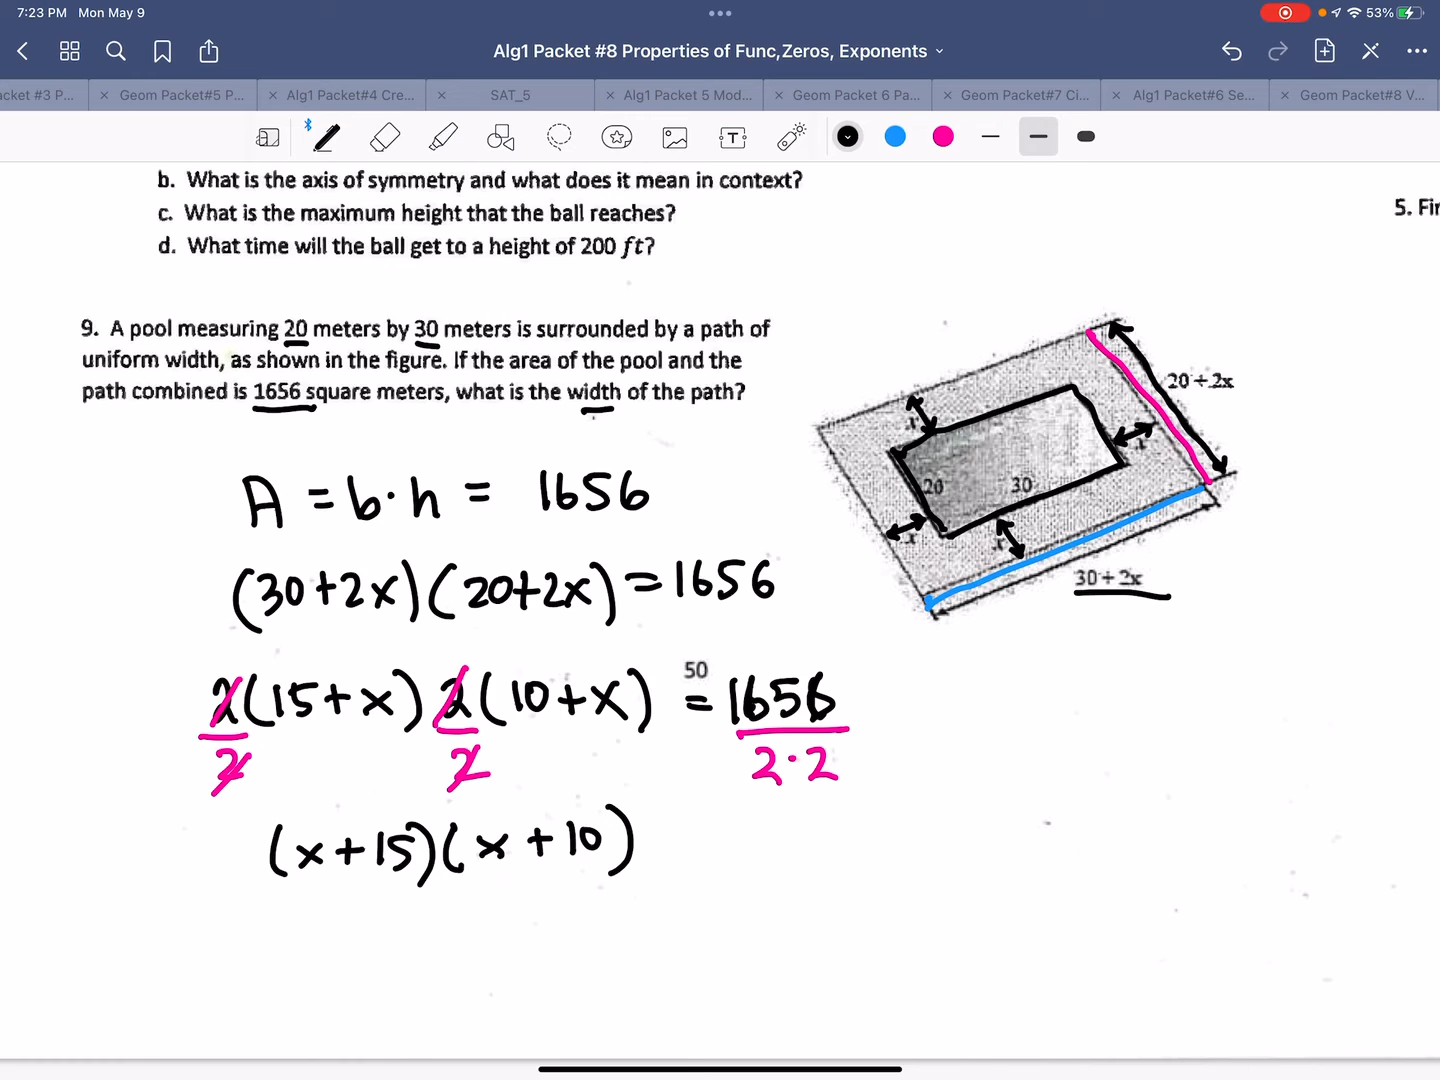 7:23 PM Mon May 9
53%
Alg1 Packet #8 Properties of Func,Zeros, Exponents
acket #3 P...
Geom Packet#5 P...
Alg1 Packet#4 Cre...
SAT_5
Alg1 Packet 5 Mod...
Geom Packet 6 Pa...
Geom Packet#7 Ci...
Alg1 Packet#6 Se...
Geom Packet#8 V...
b. What is the axis of symmetry and what does it mean in context?
c. What is the maximum height that the ball reaches?
d. What time will the ball get to a height of 200 ft?
5. Fin
9. A pool measuring 20 meters by 30 meters is surrounded by a path of
uniform width, as shown in the figure. If the area of the pool and the
path combined is 1656 square meters, what is the width of the path?
20+2x
x
x
20
30
x
x
30+2x
A = b·h = 1656
(30+2x)(20+2x)=1656
50
2(15+x) 2(10+x) = 1656
2 2 2·2
(x+15)(x+10)